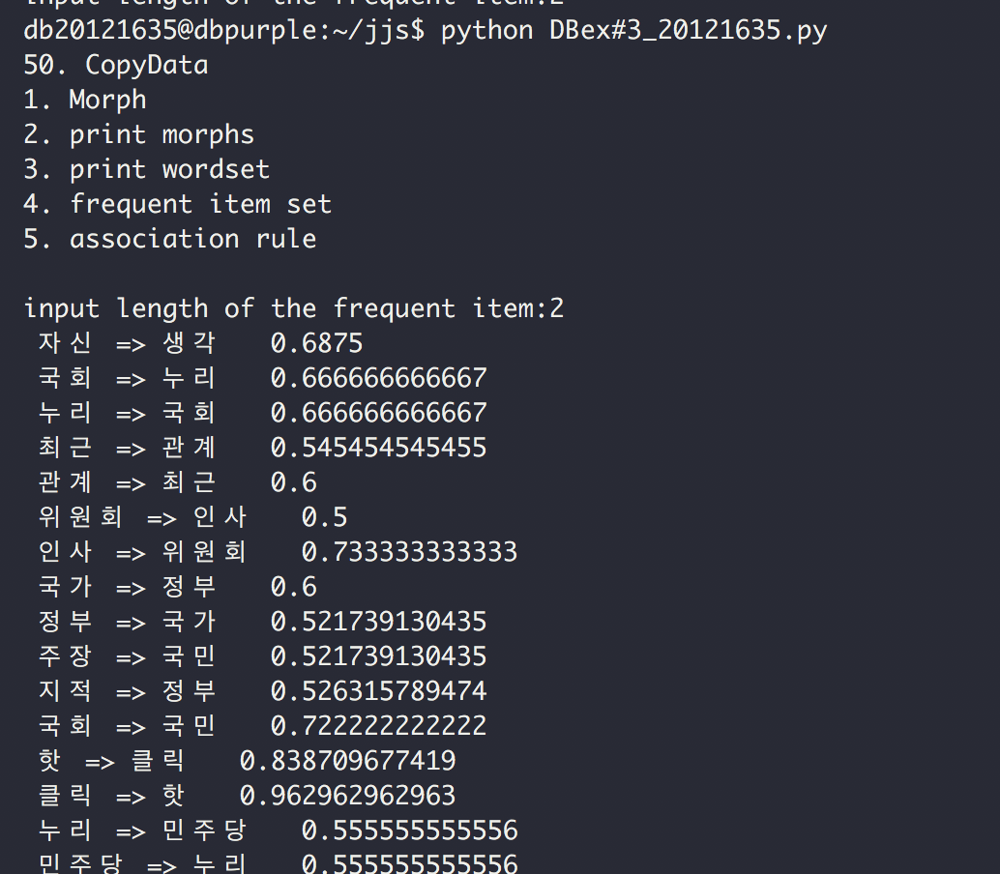 input length of the frequent item:2
db20121635@dbpurple:~/jjs$ python DBex#3_20121635.py
50. CopyData
1. Morph
2. print morphs
3. print wordset
4. frequent item set
5. association rule
input length of the frequent item:2
자신 => 생각 0.6875
국회 => 누리 0.666666666667
누리 => 국회 0.666666666667
최근 => 관계 0.545454545455
관계 => 최근 0.6
위원회 => 인사 0.5
인사 => 위원회 0.733333333333
국가 => 정부 0.6
정부 => 국가 0.521739130435
주장 => 국민 0.521739130435
지적 => 정부 0.526315789474
국회 => 국민 0.722222222222
핫 => 클릭 0.838709677419
클릭 => 핫 0.962962962963
누리 => 민주당 0.555555555556
민주당 => 누리 0.555555555556